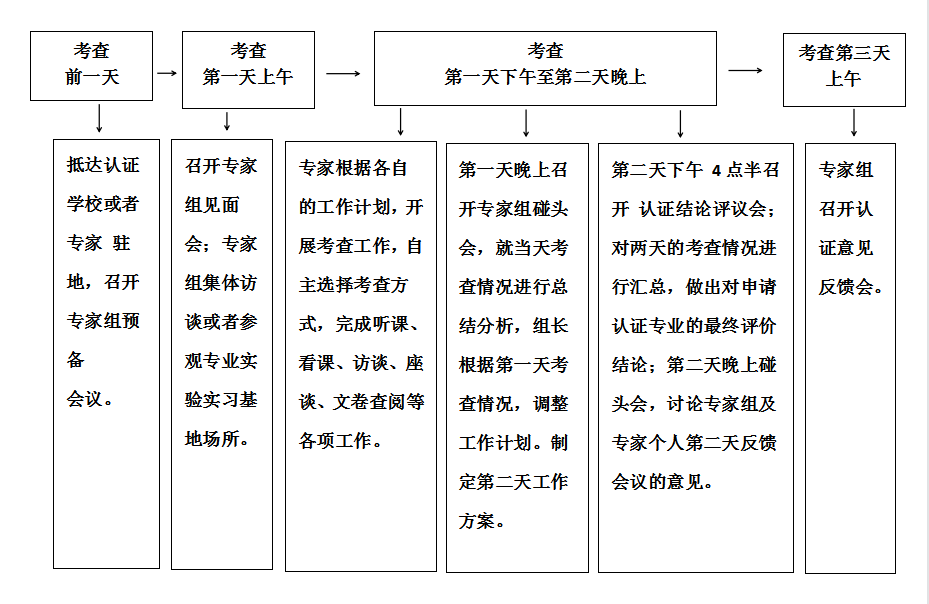 考查
前一天
考查
第一天上午
考查
第一天下午至第二天晚上
考查第三天
上午
抵达认证
学校或者
专家 驻
地，召开
专家组预
备
会议。
召开专家
组见面
会；专家
组集体访
谈或者参
观专业实
验实习基
地场所。
专家根据各自
的工作计划，开
展考查工作，自
主选择考查方
式，完成听课、
看课、访谈、座
谈、文卷查阅等
各项工作。
第一天晚上召
开专家组碰头
会，就当天考
查情况进行总
结分析，组长
根据第一天考
查情况，调整
工作计划。制
定第二天工作
方案。
第二天下午 4 点半召
开 认证结论评议会；
对两天的考查情况进
行汇总，做出对申请
认证专业的最终评价
结论；第二天晚上碰
头会，讨论专家组及
专家个人第二天反馈
会议的意见。
专家组
召开认
证意见
反馈会。